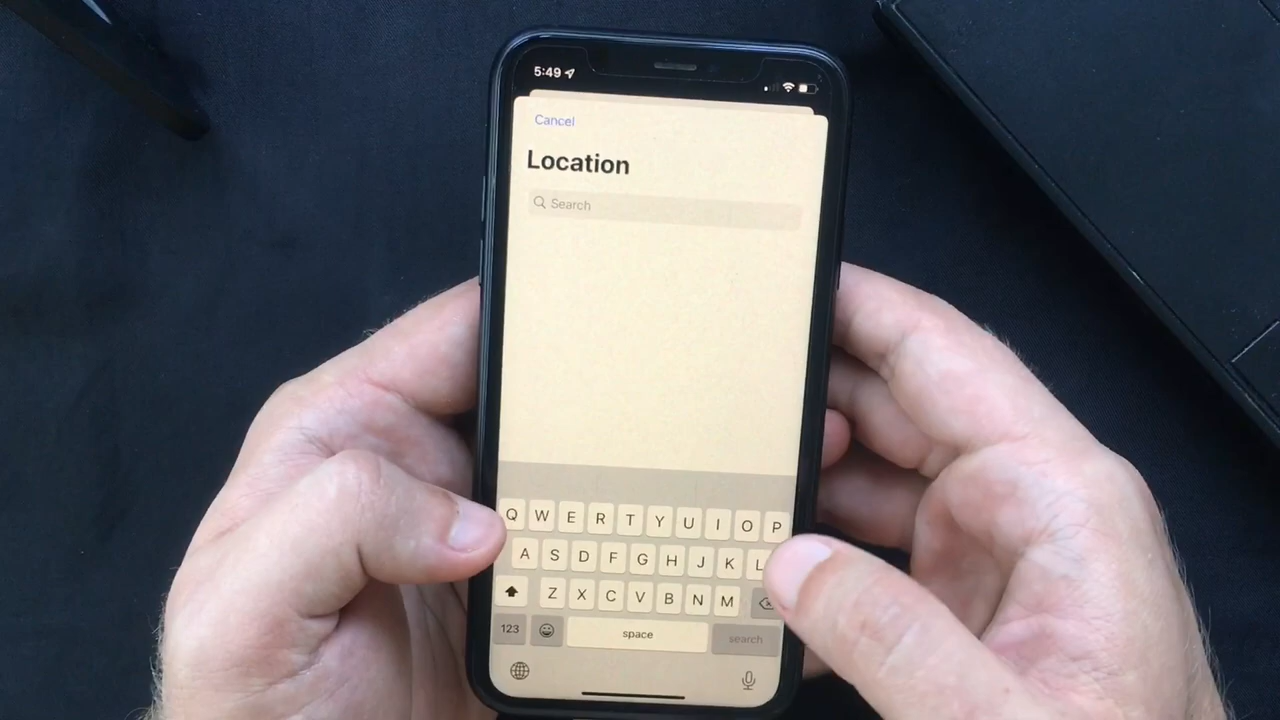 5:49
Cancel
Location
Search
Q W E R T Y U I O P
A S D F G H J K L
Z X C V B N M
123 space search